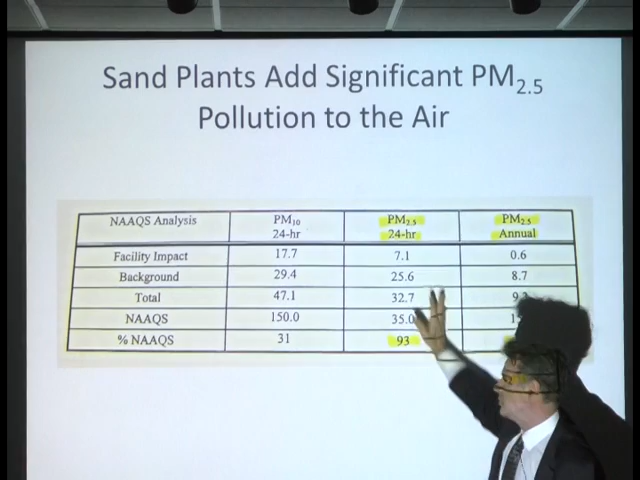 Sand Plants Add Significant PM2.5
Pollution to the Air
NAAQS Analysis PM10 24-hr PM2.5 24-hr PM2.5 Annual
Facility Impact 17.7 7.1 0.6
Background 29.4 25.6 8.7
Total 47.1 32.7
NAAQS 150.0 35.0
% NAAQS 31 93